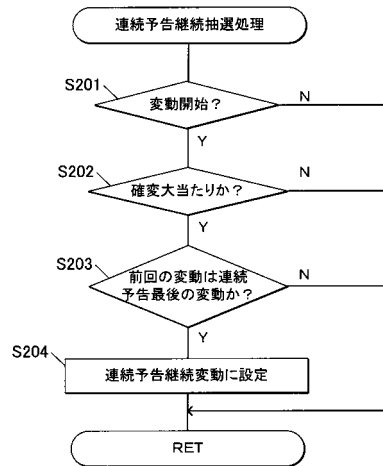 連続予告継続抽選処理
S201
変動開始？
N
Y
S202
確変大当たりか？
N
Y
S203
前回の変動は連続
予告最後の変動か？
N
Y
S204
連続予告継続変動に設定
RET